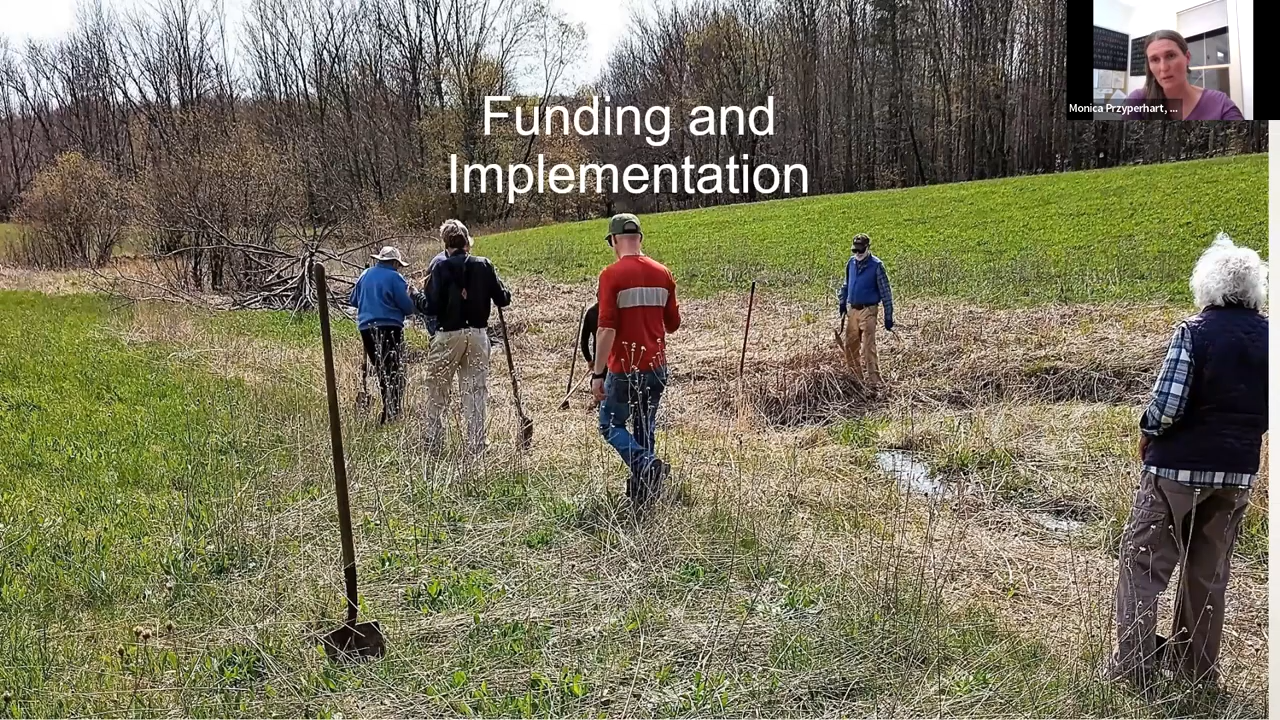 Funding and
Implementation
Monica Przyperhart, ...